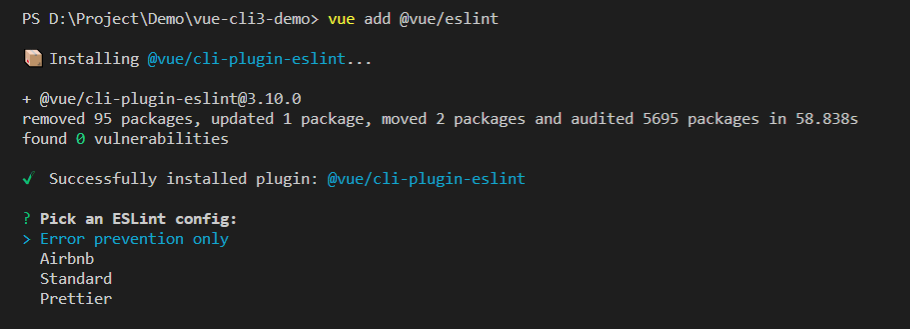 PS D:\Project\Demo\vue-cli3-demo> vue add @vue/eslint
Installing @vue/cli-plugin-eslint...
+ @vue/cli-plugin-eslint@3.10.0
removed 95 packages, updated 1 package, moved 2 packages and audited 5695 packages in 58.838s
found 0 vulnerabilities
✓ Successfully installed plugin: @vue/cli-plugin-eslint
? Pick an ESLint config:
> Error prevention only
Airbnb
Standard
Prettier